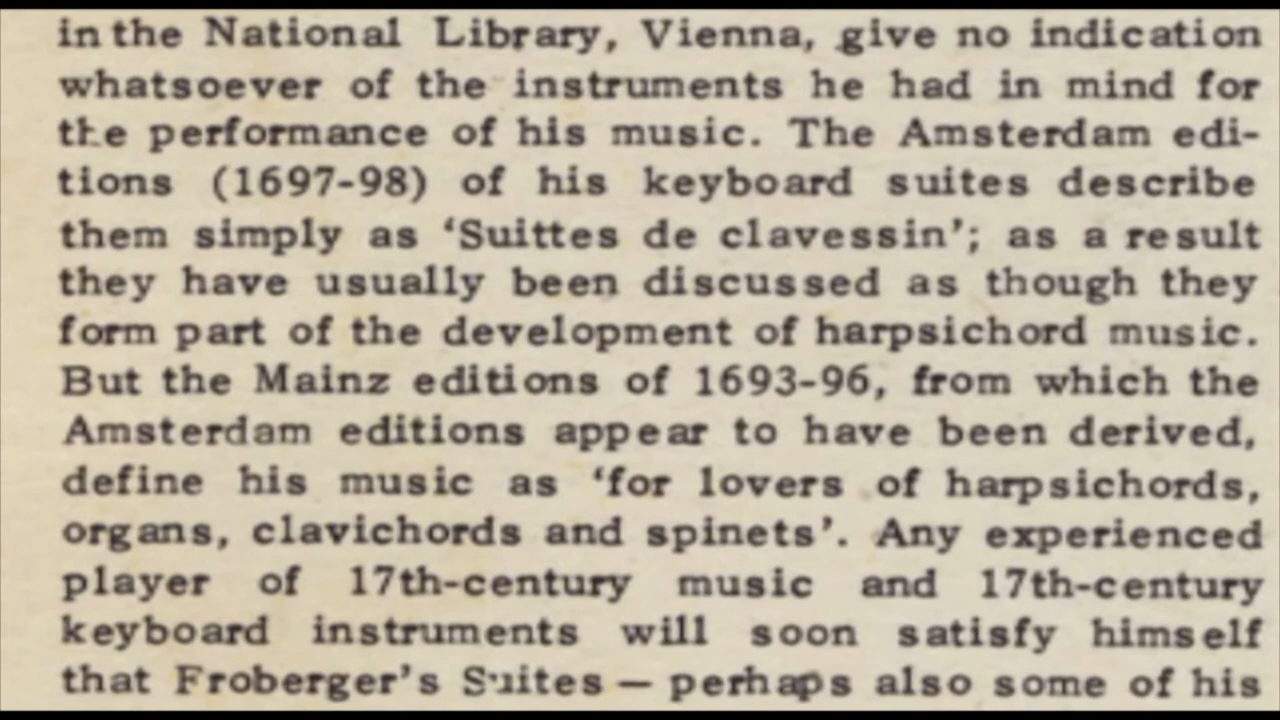 in the National Library, Vienna, give no indication
whatsoever of the instruments he had in mind for
the performance of his music. The Amsterdam edi-
tions (1697-98) of his keyboard suites describe
them simply as ‘Suittes de clavessin’; as a result
they have usually been discussed as though they
form part of the development of harpsichord music.
But the Mainz editions of 1693-96, from which the
Amsterdam editions appear to have been derived,
define his music as ‘for lovers of harpsichords,
organs, clavichords and spinets’. Any experienced
player of 17th-century music and 17th-century
keyboard instruments will soon satisfy himself
that Froberger’s Suites — perhaps also some of his